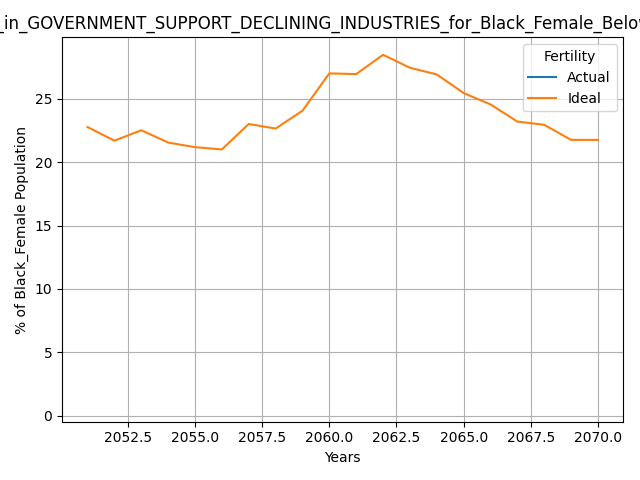 _in_GOVERNMENT_SUPPORT_DECLINING_INDUSTRIES_for_Black_Female_Below
Fertility
Actual
Ideal
% of Black_Female Population
25
20
15
10
5
0
2052.5 2055.0 2057.5 2060.0 2062.5 2065.0 2067.5 2070.0
Years